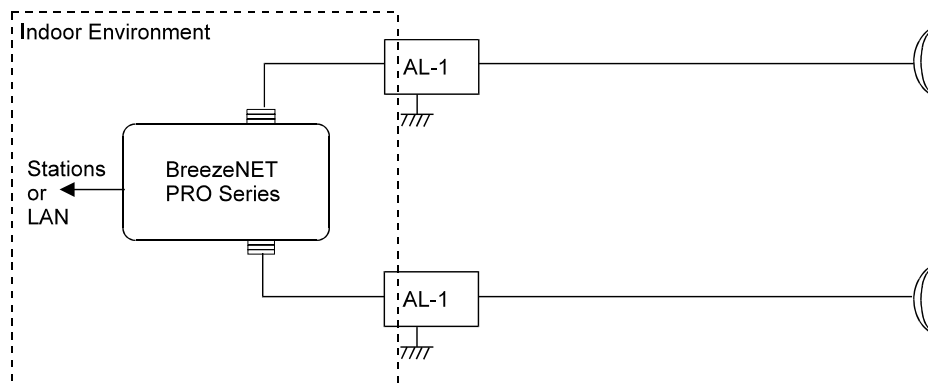 Indoor Environment
AL-1
Stations
or
LAN
BreezeNET
PRO Series
AL-1